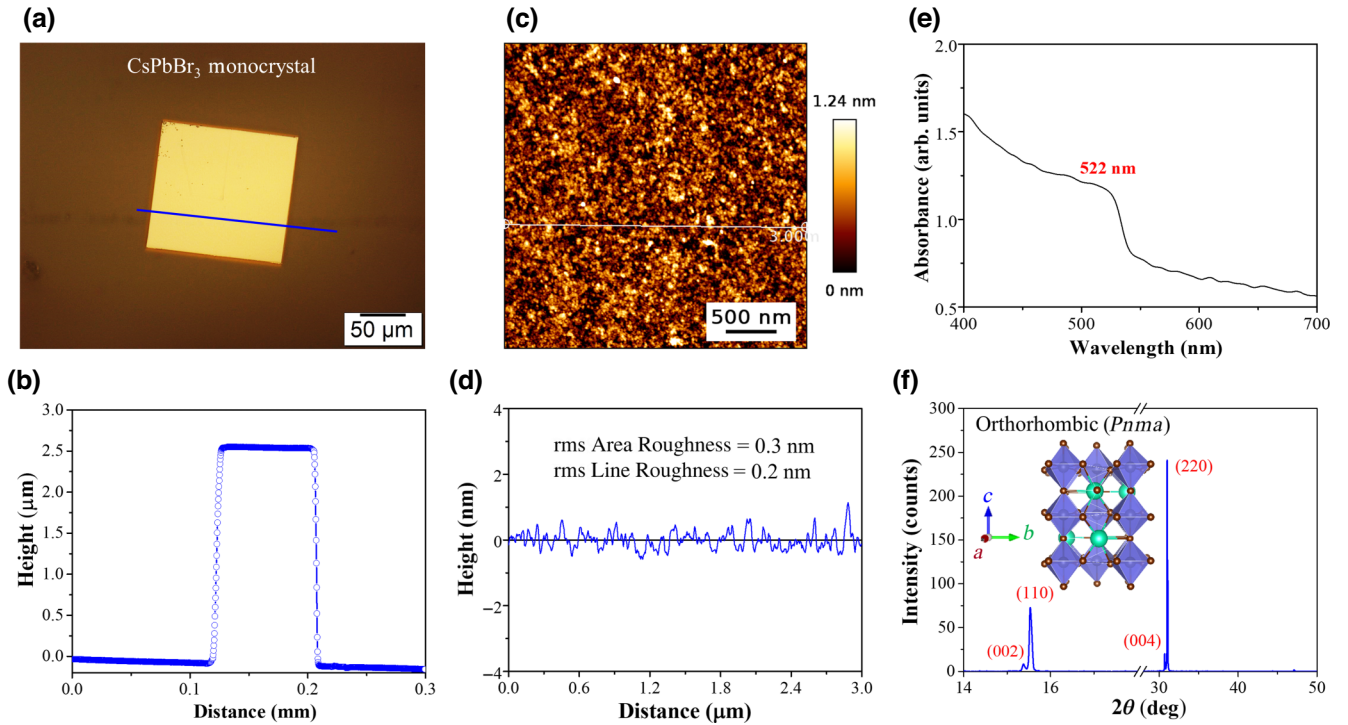 (a)
CsPbBr₃ monocrystal
50 μm
(b)
3.0
2.5
2.0
1.5
1.0
0.5
0.0
Height (μm)
0.0 0.1 0.2 0.3
Distance (mm)
(c)
1.24 nm
0 nm
500 nm
(d)
rms Area Roughness = 0.3 nm
rms Line Roughness = 0.2 nm
4
2
0
−2
−4
Height (nm)
0.0 0.6 1.2 1.8 2.4 3.0
Distance (μm)
(e)
2.0
1.5
1.0
0.5
Absorbance (arb. units)
522 nm
400 500 600 700
Wavelength (nm)
(f)
300
250
200
150
100
50
0
Intensity (counts)
Orthorhombic (Pnma)
(220)
c
b
a
(110)
(002)
(004)
14 16 30 40 50
2θ (deg)